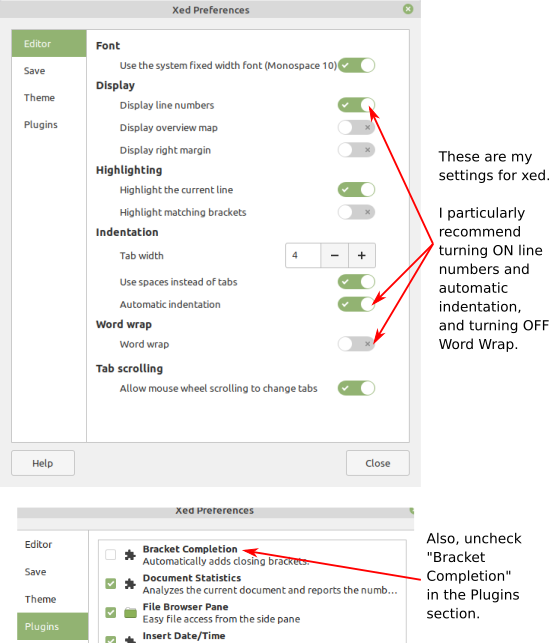 Xed Preferences
Editor
Save
Theme
Plugins
Font
Use the system fixed width font (Monospace 10)
Display
Display line numbers
Display overview map
Display right margin
Highlighting
Highlight the current line
Highlight matching brackets
Indentation
Tab width
4
Use spaces instead of tabs
Automatic indentation
Word wrap
Word wrap
Tab scrolling
Allow mouse wheel scrolling to change tabs
Help
Close
These are my
settings for xed.
I particularly
recommend
turning ON line
numbers and
automatic
indentation,
and turning OFF
Word Wrap.
Xed Preferences
Editor
Save
Theme
Plugins
Bracket Completion
Automatically adds closing brackets.
Document Statistics
Analyzes the current document and reports the numb...
File Browser Pane
Easy file access from the side pane
Insert Date/Time
Also, uncheck
"Bracket
Completion"
in the Plugins
section.